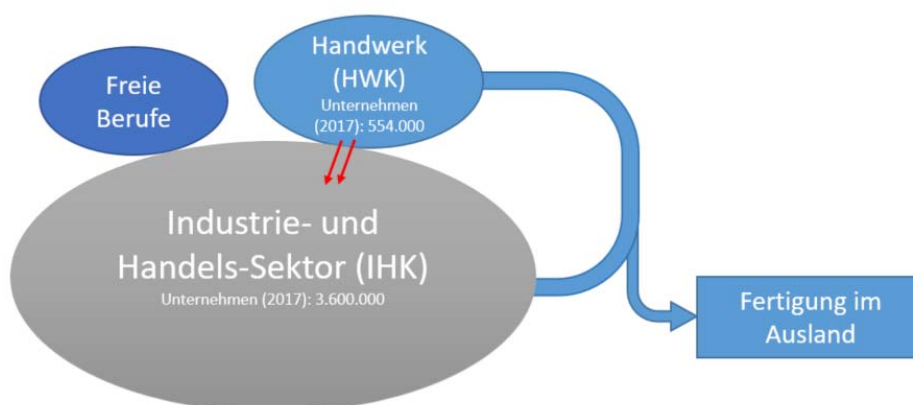 Freie
Berufe
Handwerk
(HWK)
Unternehmen
(2017): 554.000
Industrie- und
Handels-Sektor (IHK)
Unternehmen (2017): 3.600.000
Fertigung im
Ausland